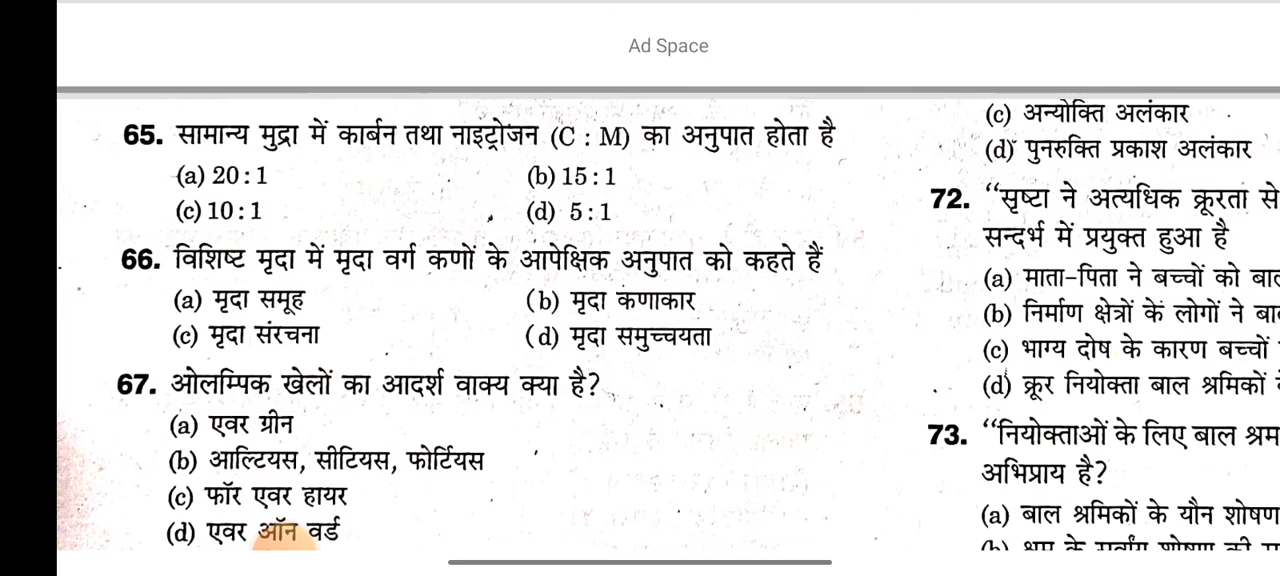 Ad Space
65. सामान्य मुद्रा में कार्बन तथा नाइट्रोजन (C : M) का अनुपात होता है
(a) 20 : 1 (b) 15 : 1
(c) 10 : 1 (d) 5 : 1
66. विशिष्ट मृदा में मृदा वर्ग कणों के आपेक्षिक अनुपात को कहते हैं
(a) मृदा समूह (b) मृदा कणाकार
(c) मृदा संरचना (d) मृदा समुच्चयता
67. ओलम्पिक खेलों का आदर्श वाक्य क्या है?
(a) एवर ग्रीन
(b) आल्टियस, सीटियस, फोर्टियस
(c) फॉर एवर हायर
(d) एवर ऑन वर्ड
(c) अन्योक्ति अलंकार
(d) पुनरुक्ति प्रकाश अलंकार
72. “सृष्टा ने अत्यधिक क्रूरता से
सन्दर्भ में प्रयुक्त हुआ है
(a) माता-पिता ने बच्चों को
(b) निर्माण क्षेत्रों के लोगों ने
(c) भाग्य दोष के कारण बच्चों
(d) क्रूर नियोक्ता बाल श्रमिकों
73. “नियोक्ताओं के लिए बाल श्रम
अभिप्राय है?
(a) बाल श्रमिकों के यौन शोषण
(b) श्रम के